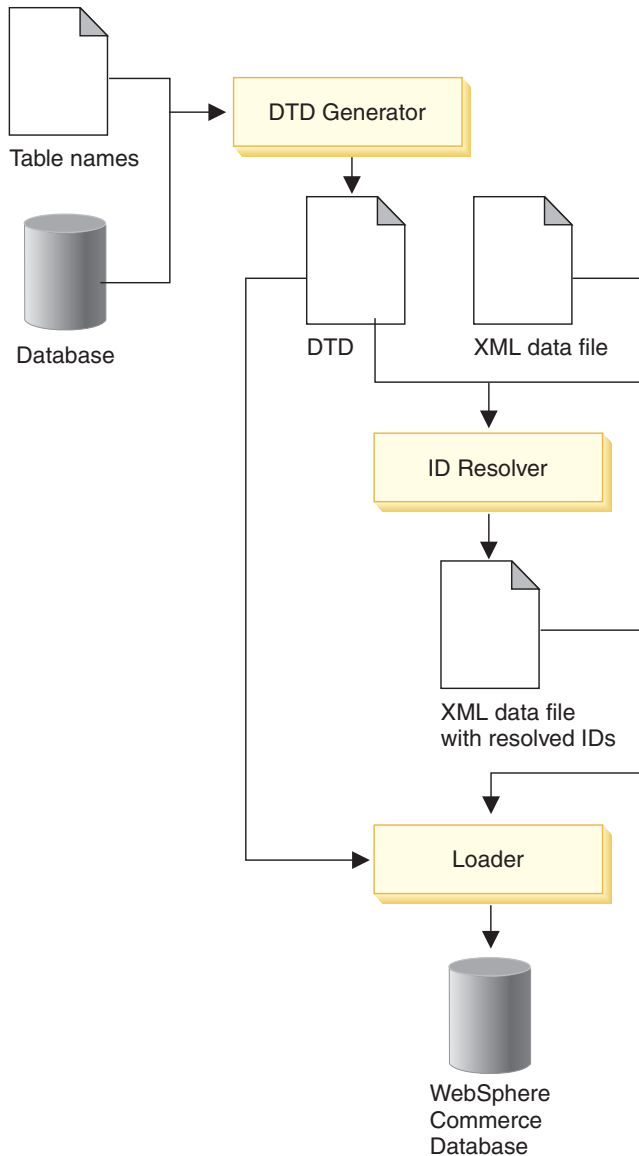 DTD Generator
Table names
Database
DTD
XML data file
ID Resolver
XML data file
with resolved IDs
Loader
WebSphere
Commerce
Database